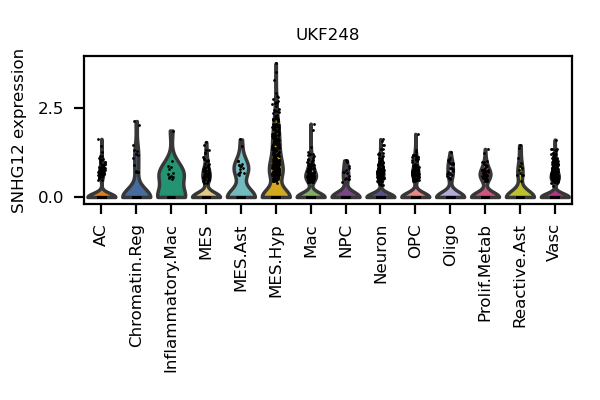 UKF248
SNHG12 expression
2.5
0.0
AC
Chromatin.Reg
Inflammatory.Mac
MES
MES.Ast
MES.Hyp
Mac
NPC
Neuron
OPC
Oligo
Prolif.Metab
Reactive.Ast
Vasc